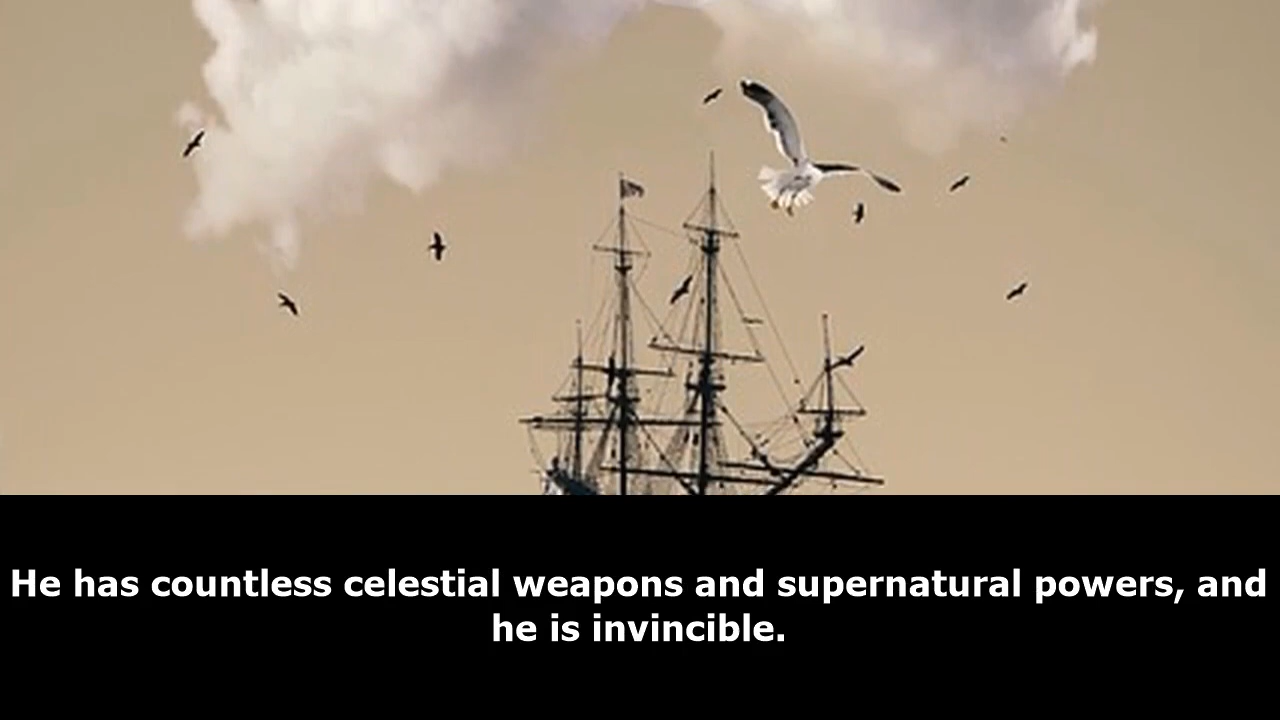 He has countless celestial weapons and supernatural powers, and
he is invincible.